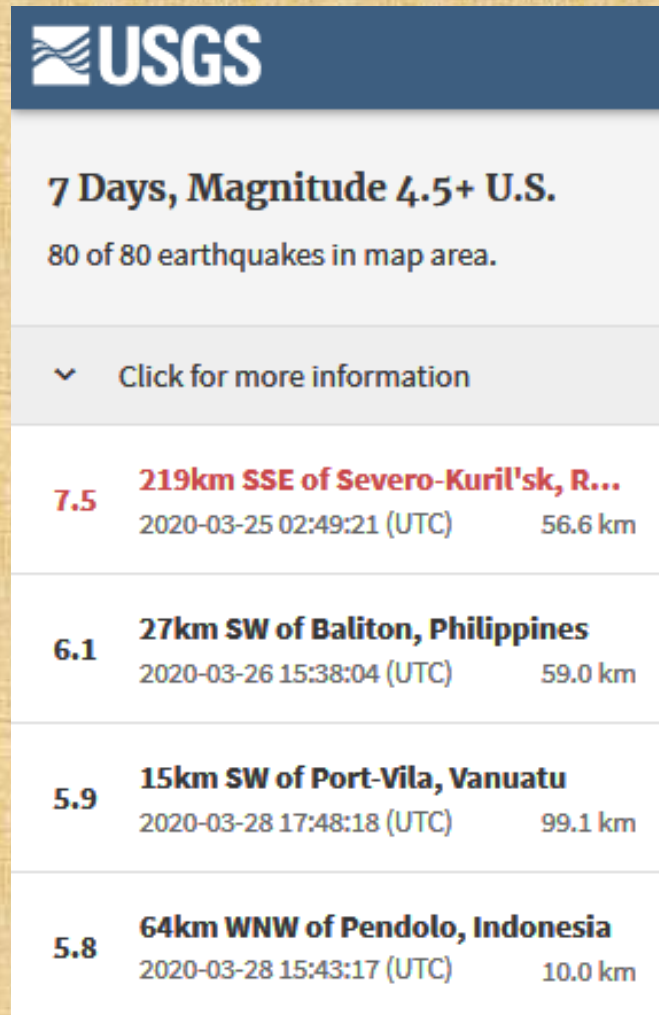 USGS
7 Days, Magnitude 4.5+ U.S.
80 of 80 earthquakes in map area.
Click for more information
7.5 219km SSE of Severo-Kuril'sk, R...
2020-03-25 02:49:21 (UTC) 56.6 km
6.1 27km SW of Baliton, Philippines
2020-03-26 15:38:04 (UTC) 59.0 km
5.9 15km SW of Port-Vila, Vanuatu
2020-03-28 17:48:18 (UTC) 99.1 km
5.8 64km WNW of Pendolo, Indonesia
2020-03-28 15:43:17 (UTC) 10.0 km